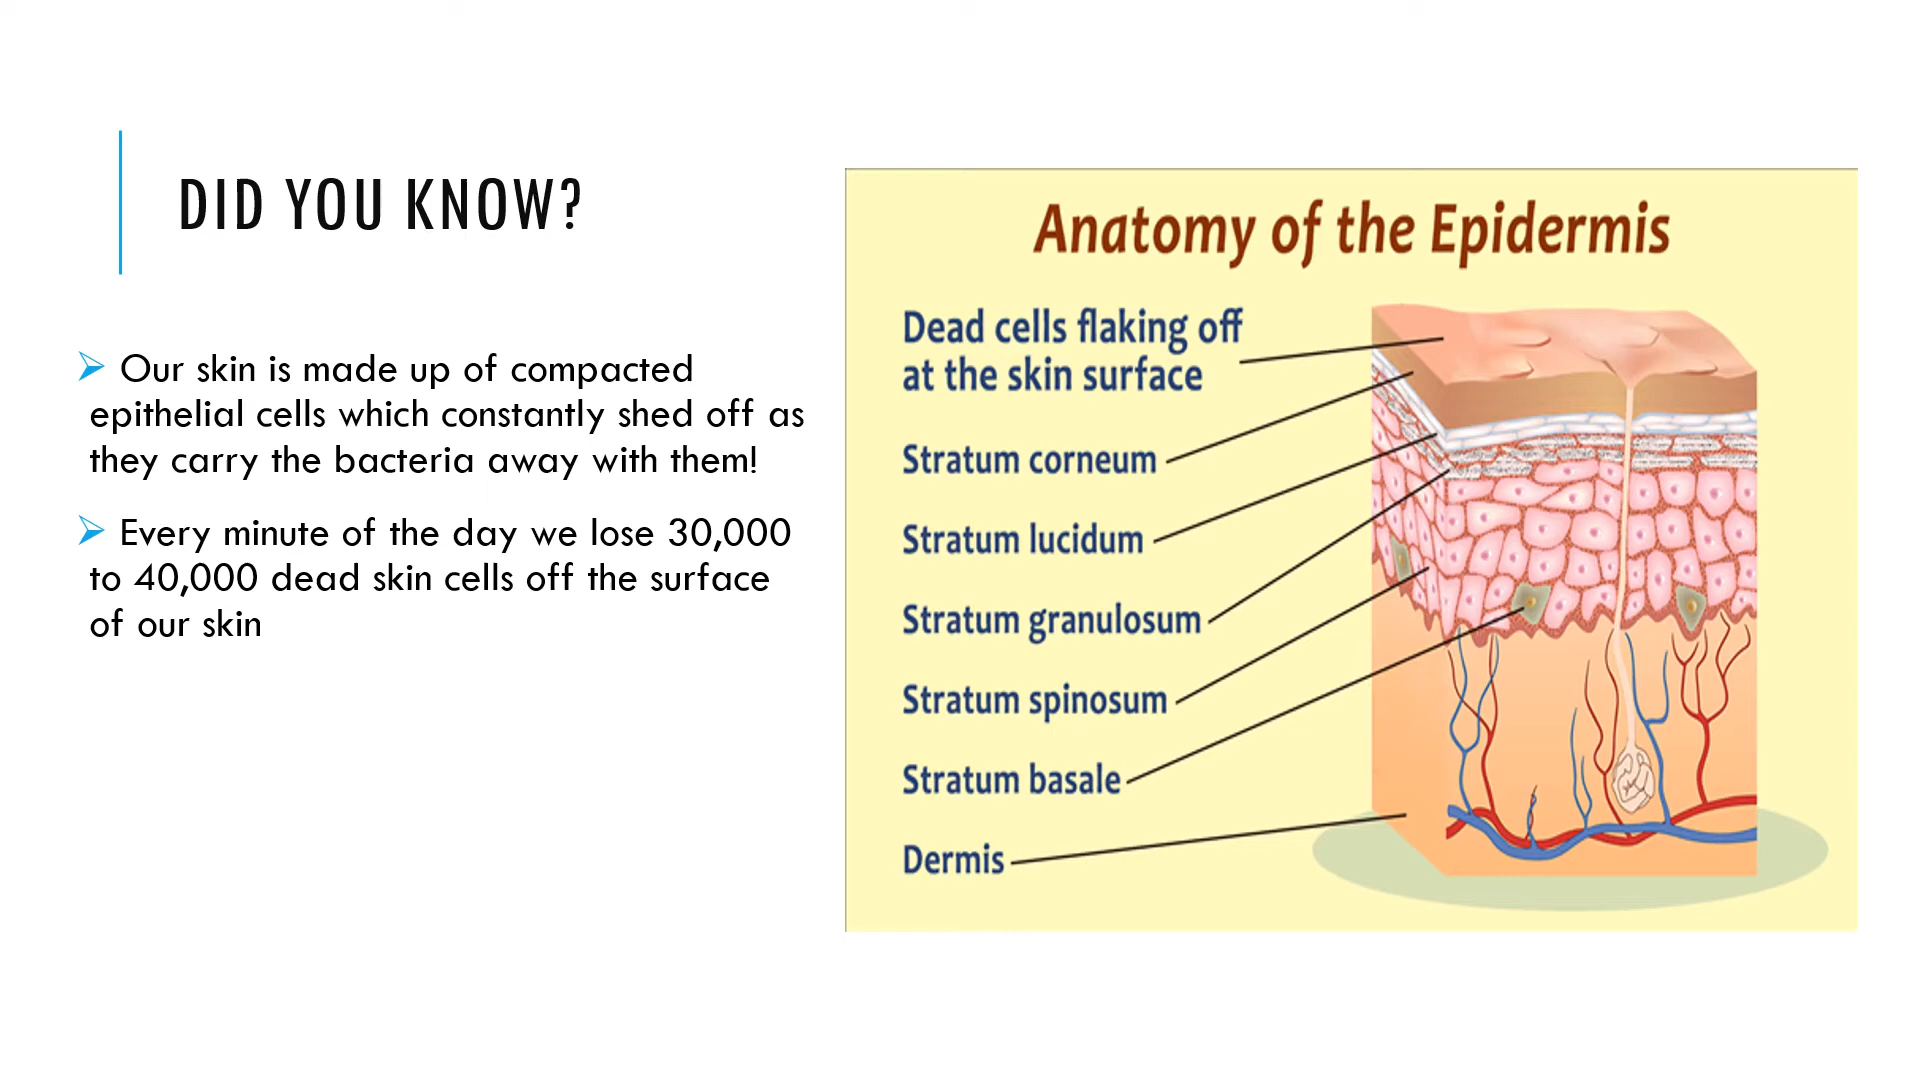 DID YOU KNOW?
Our skin is made up of compacted
epithelial cells which constantly shed off as
they carry the bacteria away with them!
Every minute of the day we lose 30,000
to 40,000 dead skin cells off the surface
of our skin
Anatomy of the Epidermis
Dead cells flaking off
at the skin surface
Stratum corneum
Stratum lucidum
Stratum granulosum
Stratum spinosum
Stratum basale
Dermis